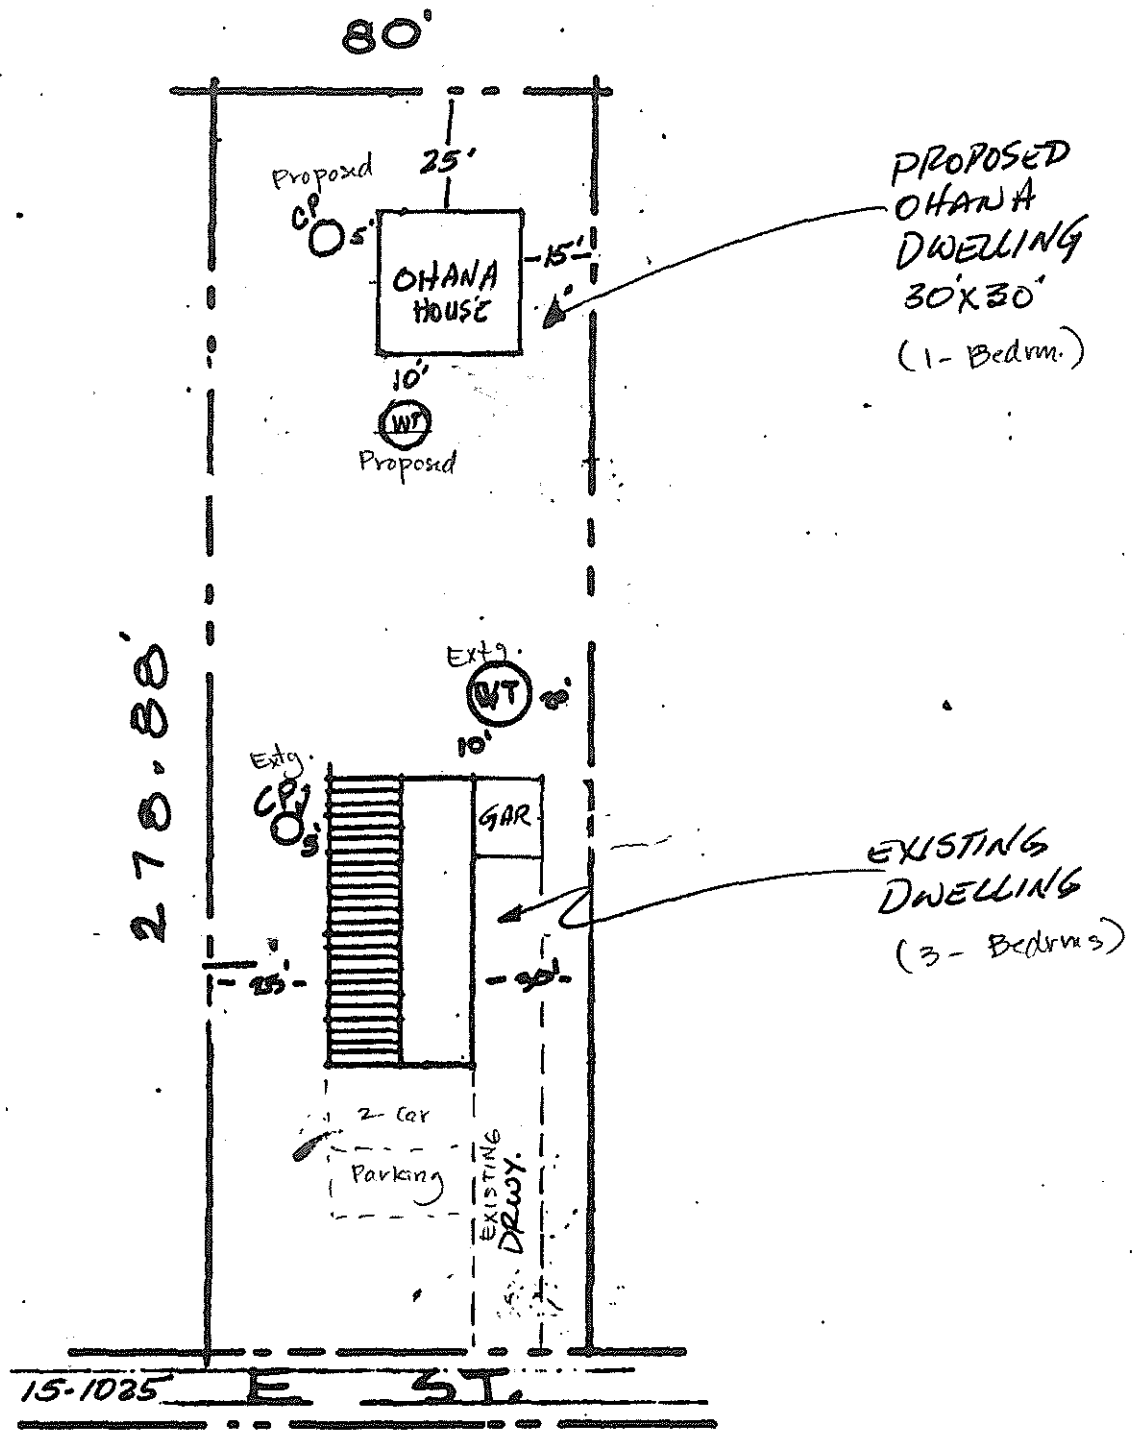 80'
25'
Proposed
CP
5'
OHANA
HOUSE
15'
PROPOSED
OHANA
DWELLING
30'X30'
(1- Bedrm.)
10'
WT
Proposed
278.88'
Extg.
WT
10'
Extg.
CP
5'
GAR
EXISTING
DWELLING
(3- Bedrms)
25'
2- Car
Parking
EXISTING
DRWY.
15-1035 E ST.